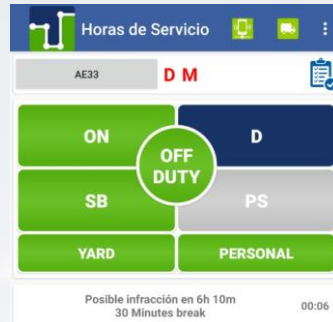 Horas de Servicio
AE33
D M
ON
D
OFF
DUTY
SB
PS
YARD
PERSONAL
Posible infracción en 6h 10m
30 Minutes break
00:06